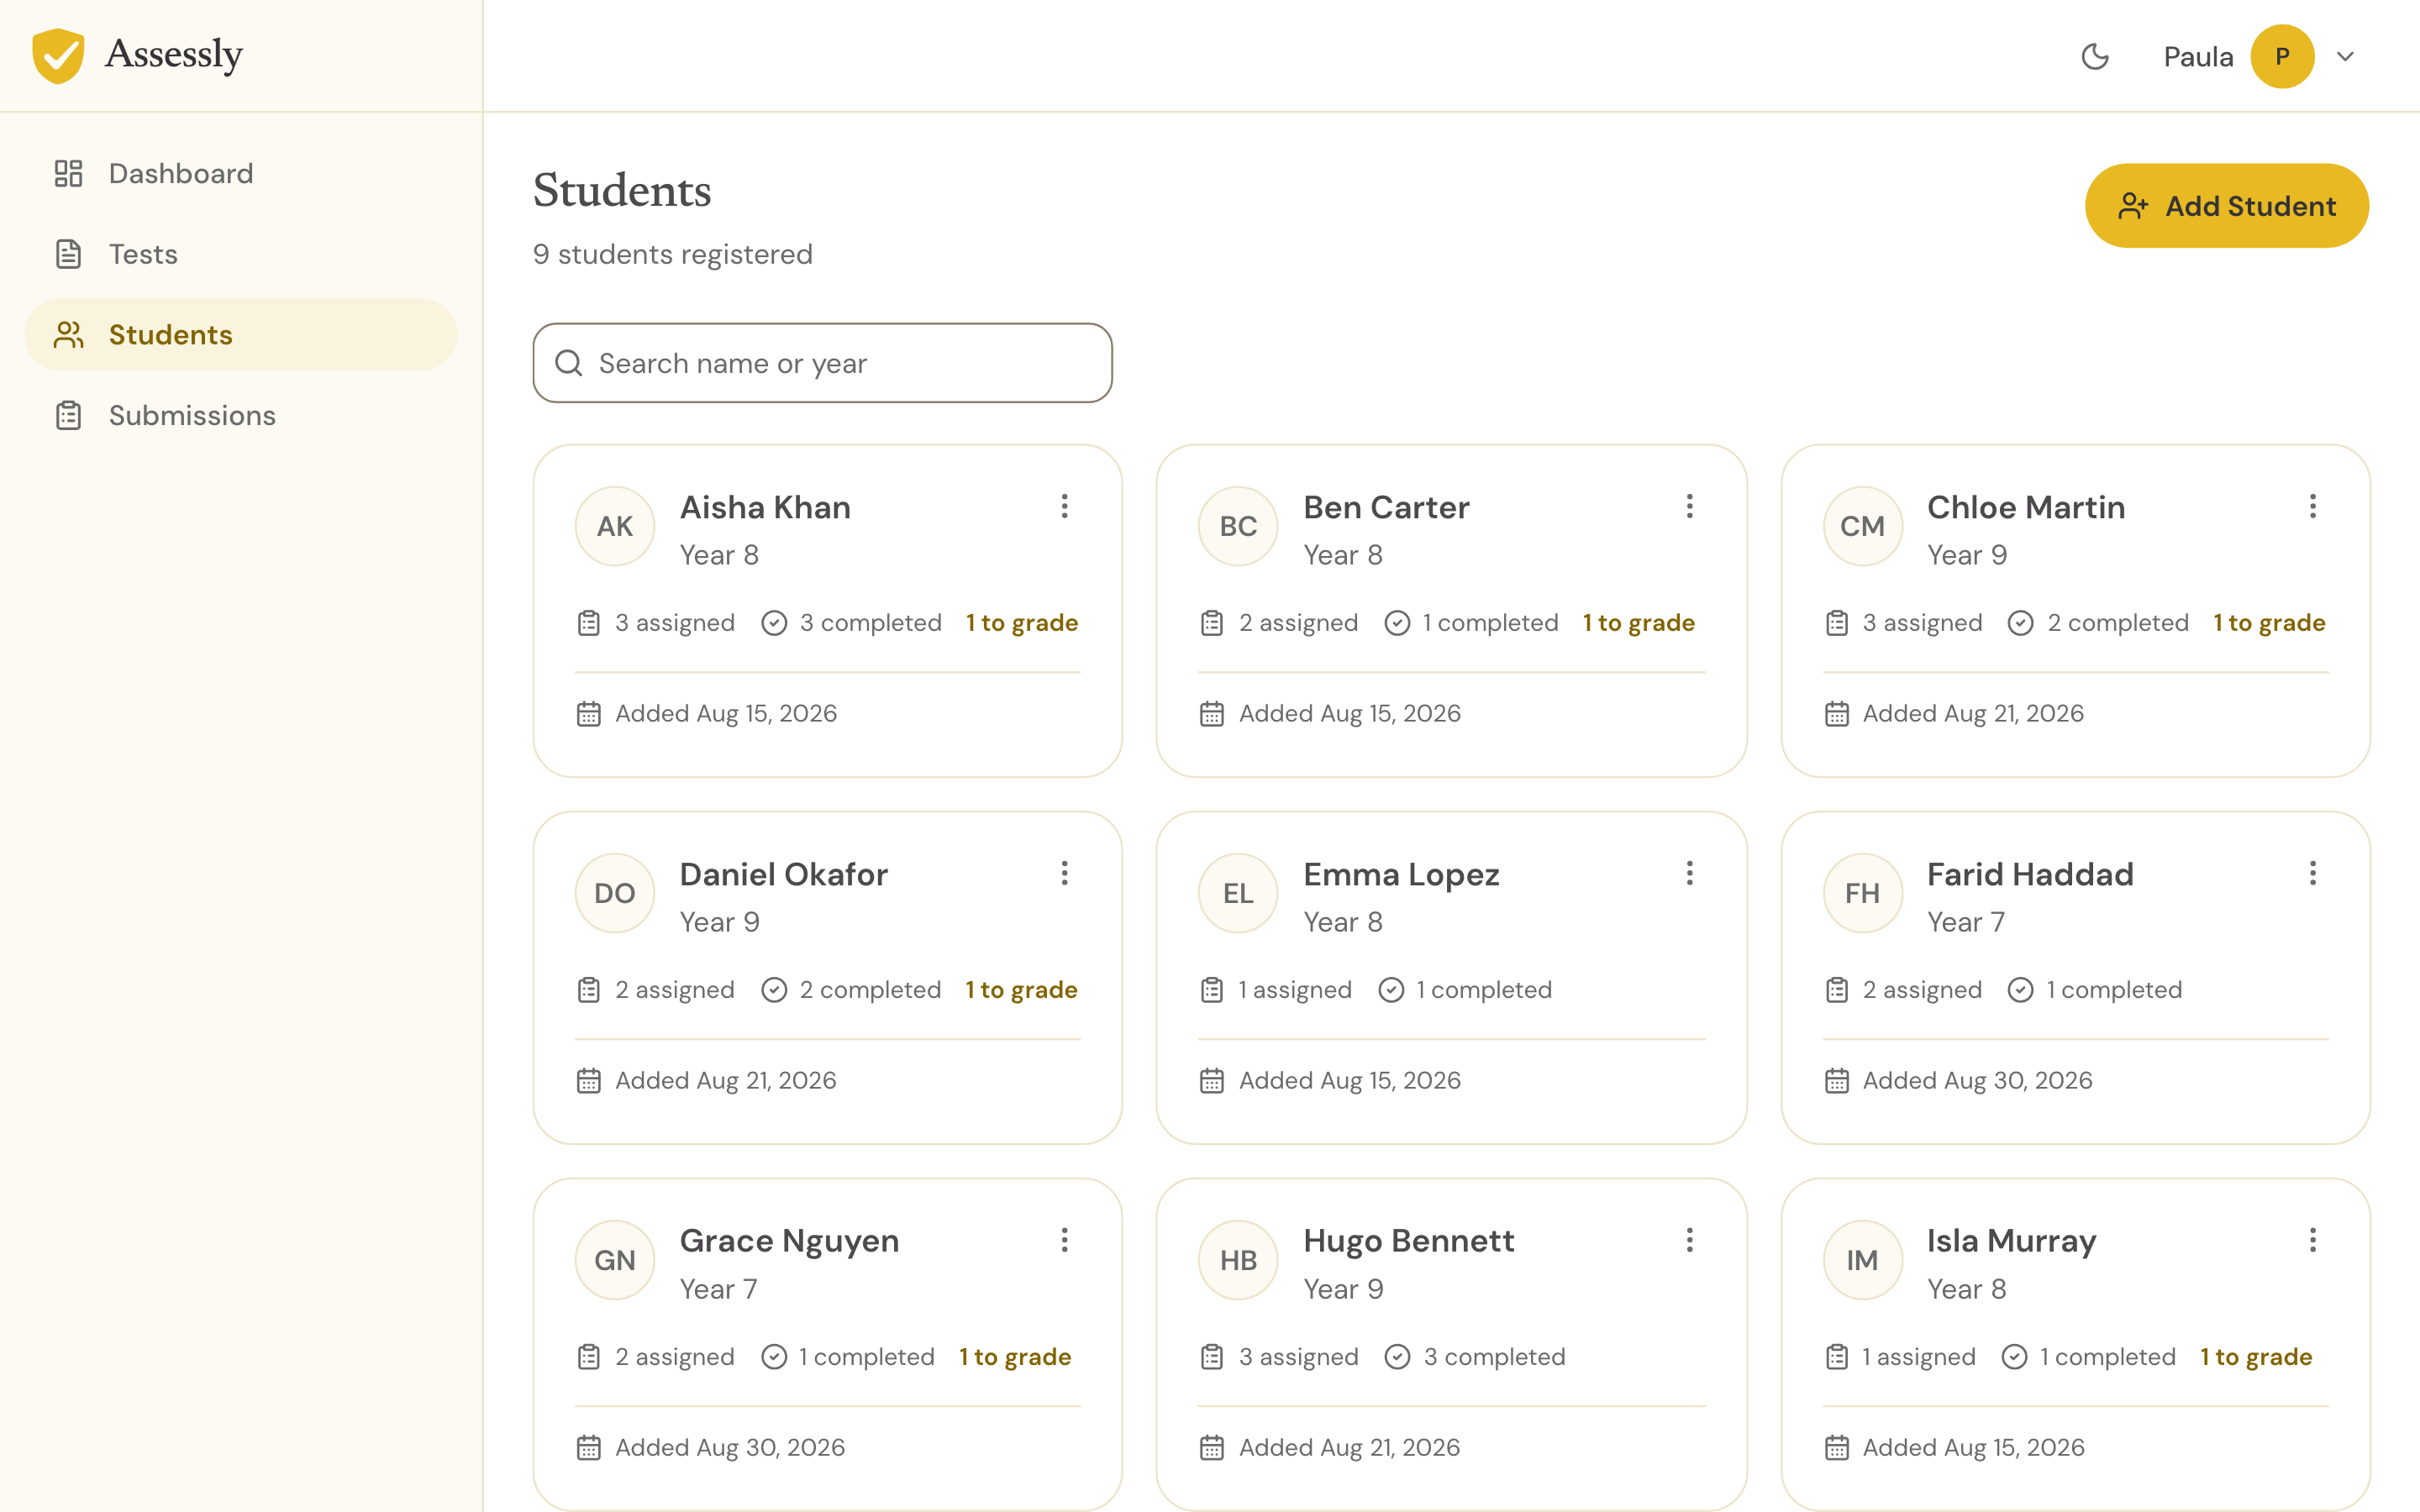 Assessly
Paula P
Dashboard
Tests
Students
Submissions
Students
9 students registered
Add Student
Search name or year
AK Aisha Khan
Year 8
3 assigned 3 completed 1 to grade
Added Aug 15, 2026
BC Ben Carter
Year 8
2 assigned 1 completed 1 to grade
Added Aug 15, 2026
CM Chloe Martin
Year 9
3 assigned 2 completed 1 to grade
Added Aug 21, 2026
DO Daniel Okafor
Year 9
2 assigned 2 completed 1 to grade
Added Aug 21, 2026
EL Emma Lopez
Year 8
1 assigned 1 completed
Added Aug 15, 2026
FH Farid Haddad
Year 7
2 assigned 1 completed
Added Aug 30, 2026
GN Grace Nguyen
Year 7
2 assigned 1 completed 1 to grade
Added Aug 30, 2026
HB Hugo Bennett
Year 9
3 assigned 3 completed
Added Aug 21, 2026
IM Isla Murray
Year 8
1 assigned 1 completed 1 to grade
Added Aug 15, 2026